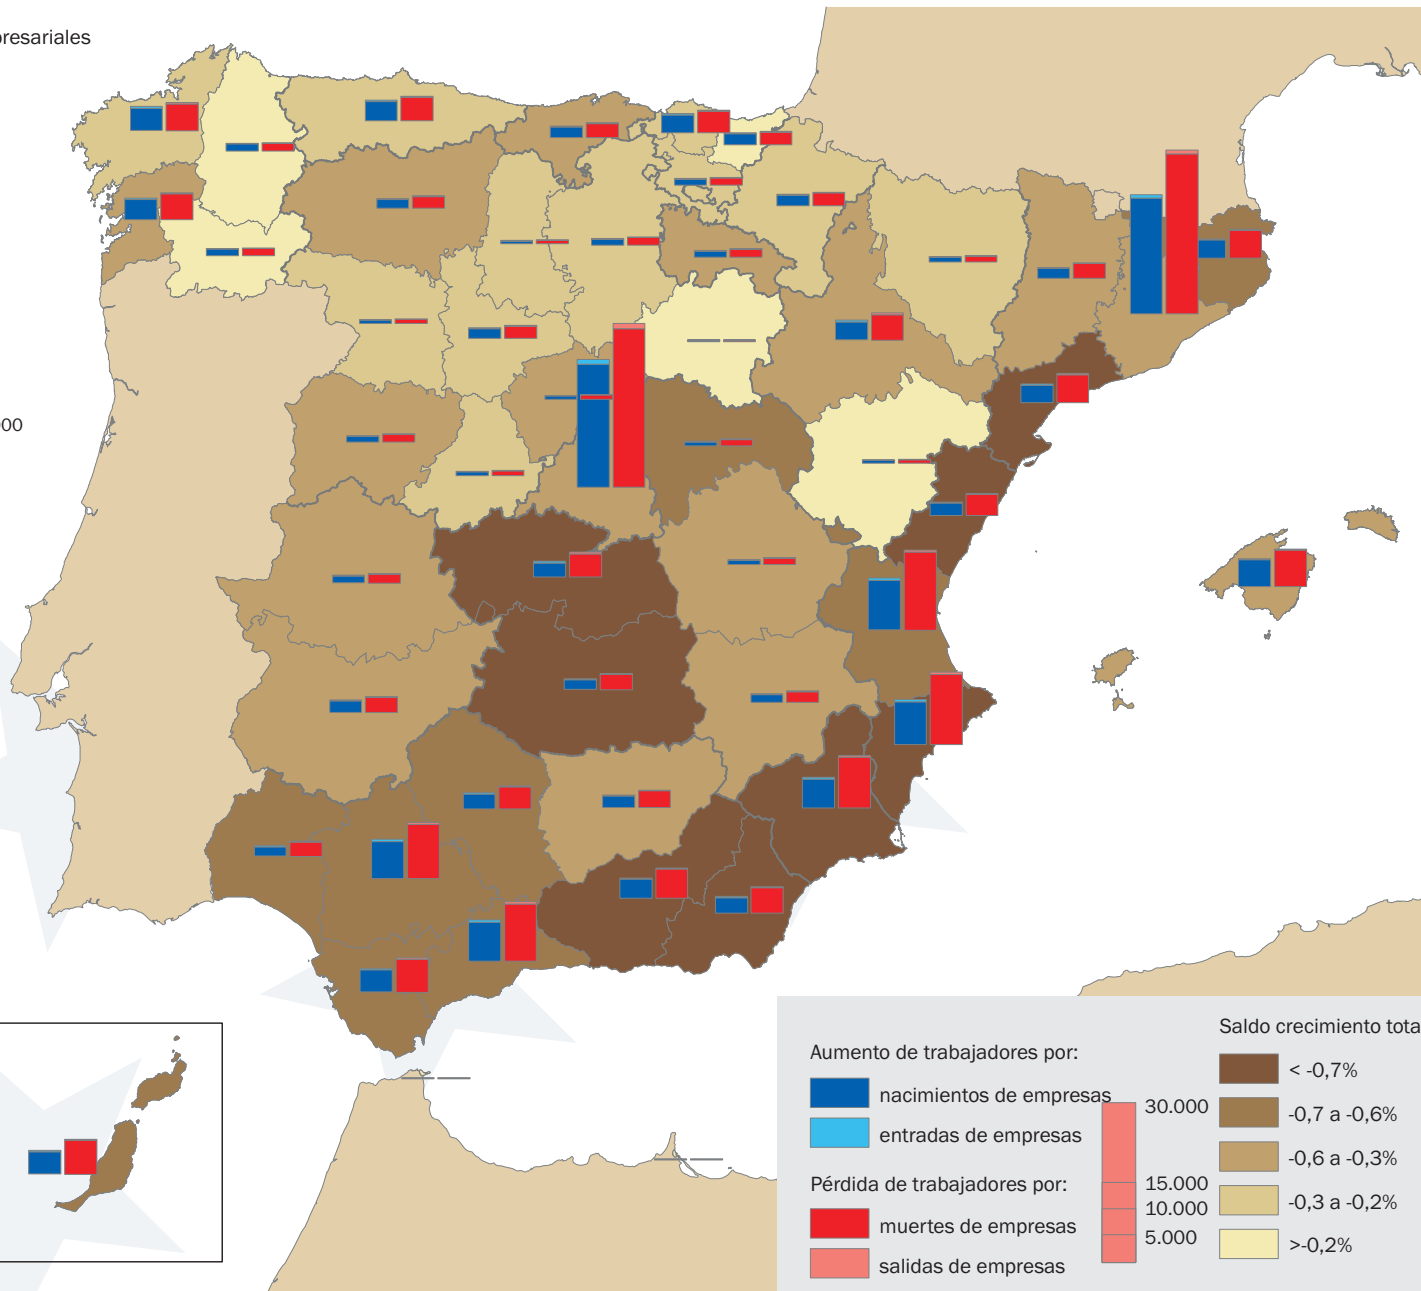 resariales
000
Aumento de trabajadores por:
nacimientos de empresas
entradas de empresas
Pérdida de trabajadores por:
muertes de empresas
salidas de empresas
30.000
15.000
10.000
5.000
Saldo crecimiento tota
< -0,7%
-0,7 a -0,6%
-0,6 a -0,3%
-0,3 a -0,2%
>-0,2%